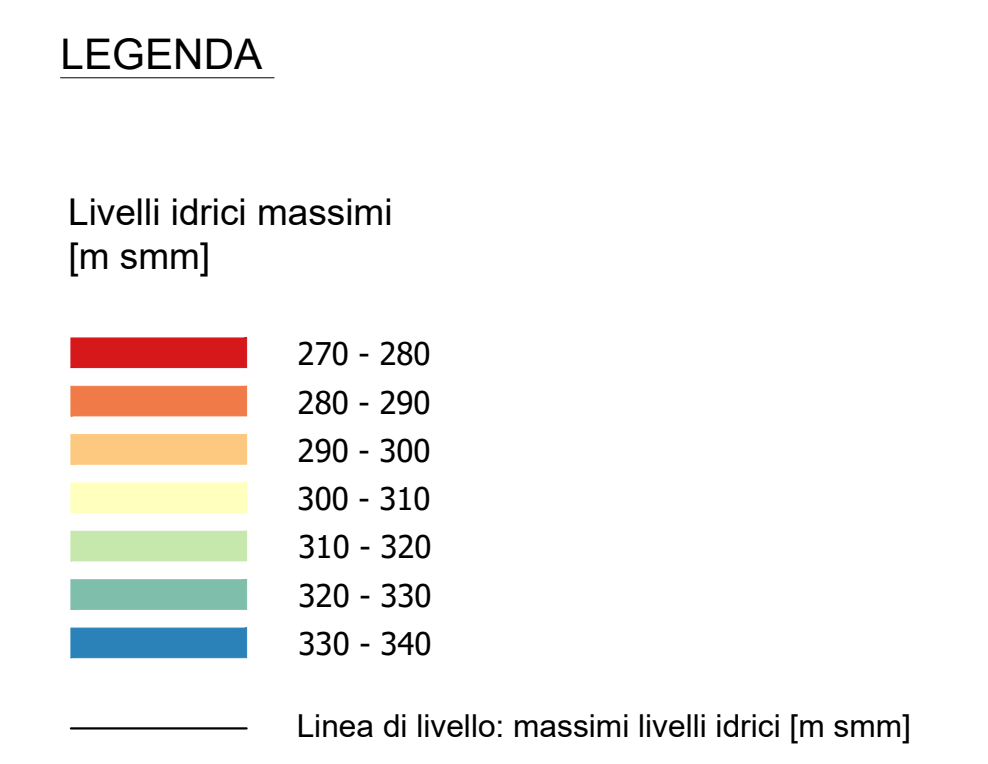 LEGENDA
Livelli idrici massimi
[m smm]
270 - 280
280 - 290
290 - 300
300 - 310
310 - 320
320 - 330
330 - 340
Linea di livello: massimi livelli idrici [m smm]